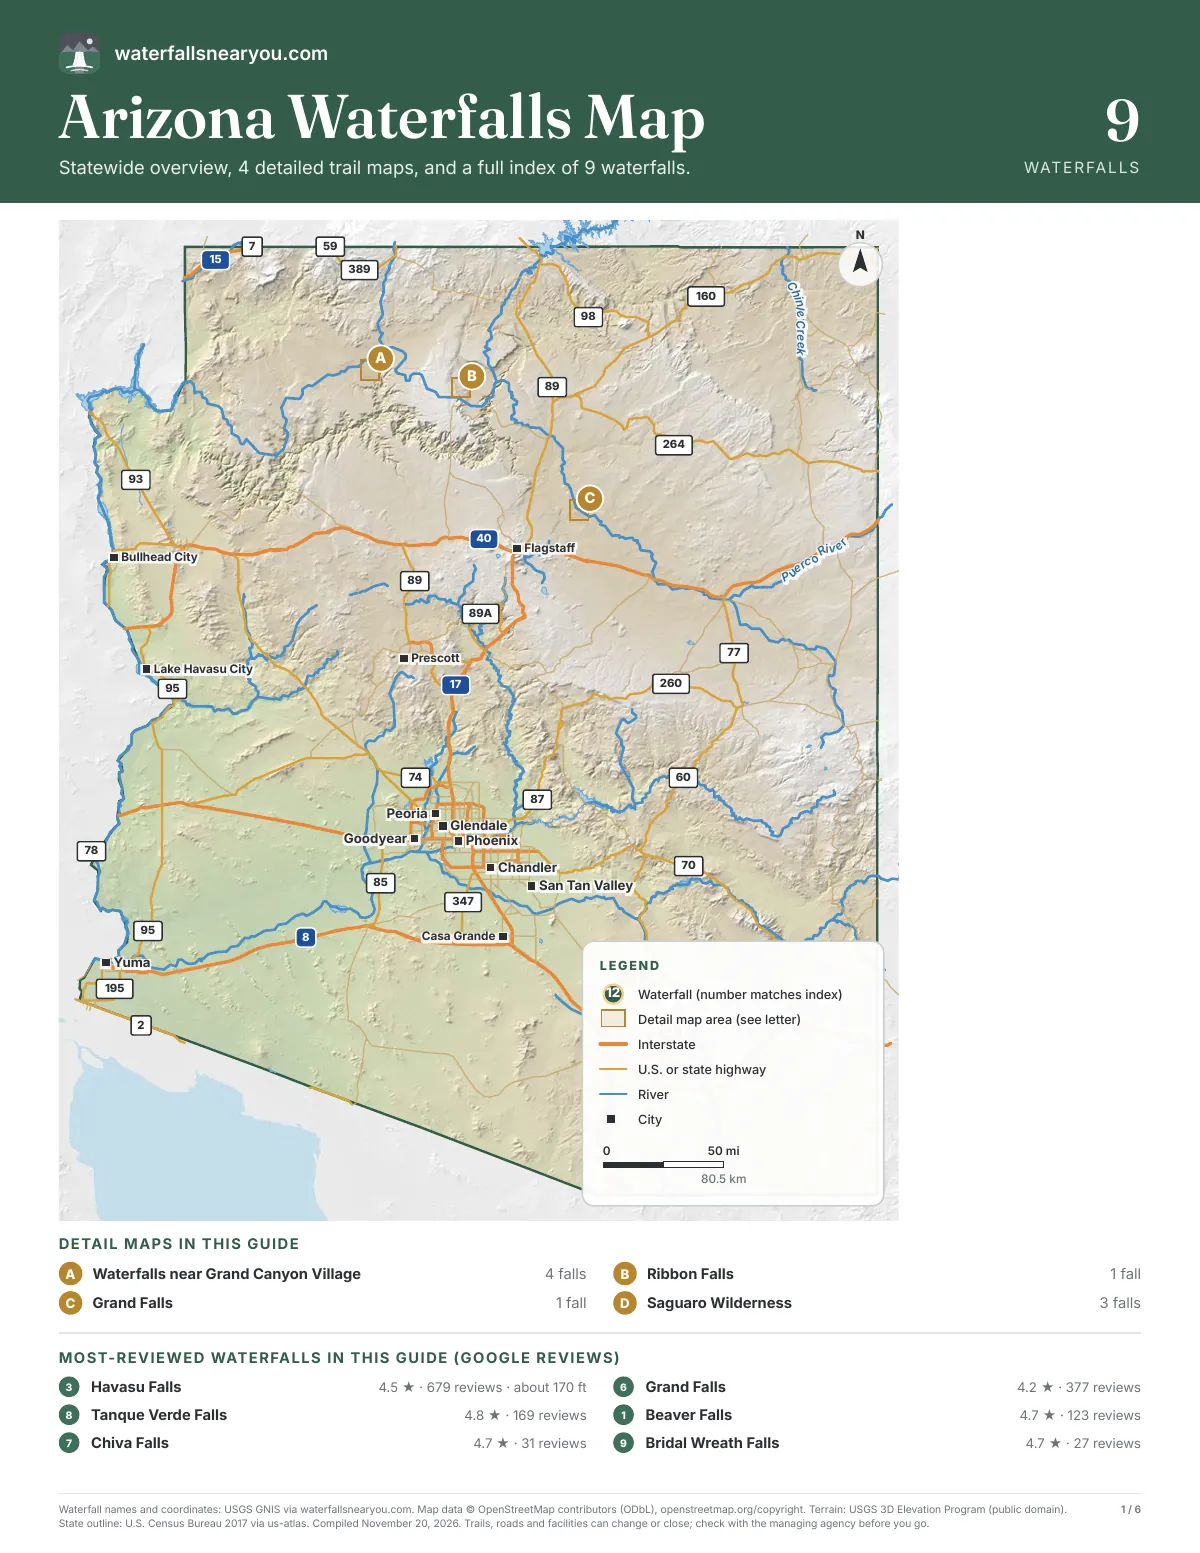 waterfallsnearyou.com
Arizona Waterfalls Map
Statewide overview, 4 detailed trail maps, and a full index of 9 waterfalls.
9
WATERFALLS
N
7
59
15
389
160
98
Chinle Creek
A
B
89
264
93
C
40
Flagstaff
Bullhead City
Puerco River
89
89A
77
Prescott
Lake Havasu City
95
17
260
74
60
87
Peoria
Glendale
Goodyear
Phoenix
78
70
Chandler
85
San Tan Valley
347
95
8
Casa Grande
Yuma
195
2
LEGEND
12 Waterfall (number matches index)
Detail map area (see letter)
Interstate
U.S. or state highway
River
City
0 50 mi
80.5 km
DETAIL MAPS IN THIS GUIDE
A Waterfalls near Grand Canyon Village 4 falls
B Ribbon Falls 1 fall
C Grand Falls 1 fall
D Saguaro Wilderness 3 falls
MOST-REVIEWED WATERFALLS IN THIS GUIDE (GOOGLE REVIEWS)
3 Havasu Falls 4.5 ★ · 679 reviews · about 170 ft
6 Grand Falls 4.2 ★ · 377 reviews
8 Tanque Verde Falls 4.8 ★ · 169 reviews
1 Beaver Falls 4.7 ★ · 123 reviews
7 Chiva Falls 4.7 ★ · 31 reviews
9 Bridal Wreath Falls 4.7 ★ · 27 reviews
Waterfall names and coordinates: USGS GNIS via waterfallsnearyou.com. Map data © OpenStreetMap contributors (ODbL), openstreetmap.org/copyright. Terrain: USGS 3D Elevation Program (public domain).
1 / 6
State outline: U.S. Census Bureau 2017 via us-atlas. Compiled November 20, 2026. Trails, roads and facilities can change or close; check with the managing agency before you go.